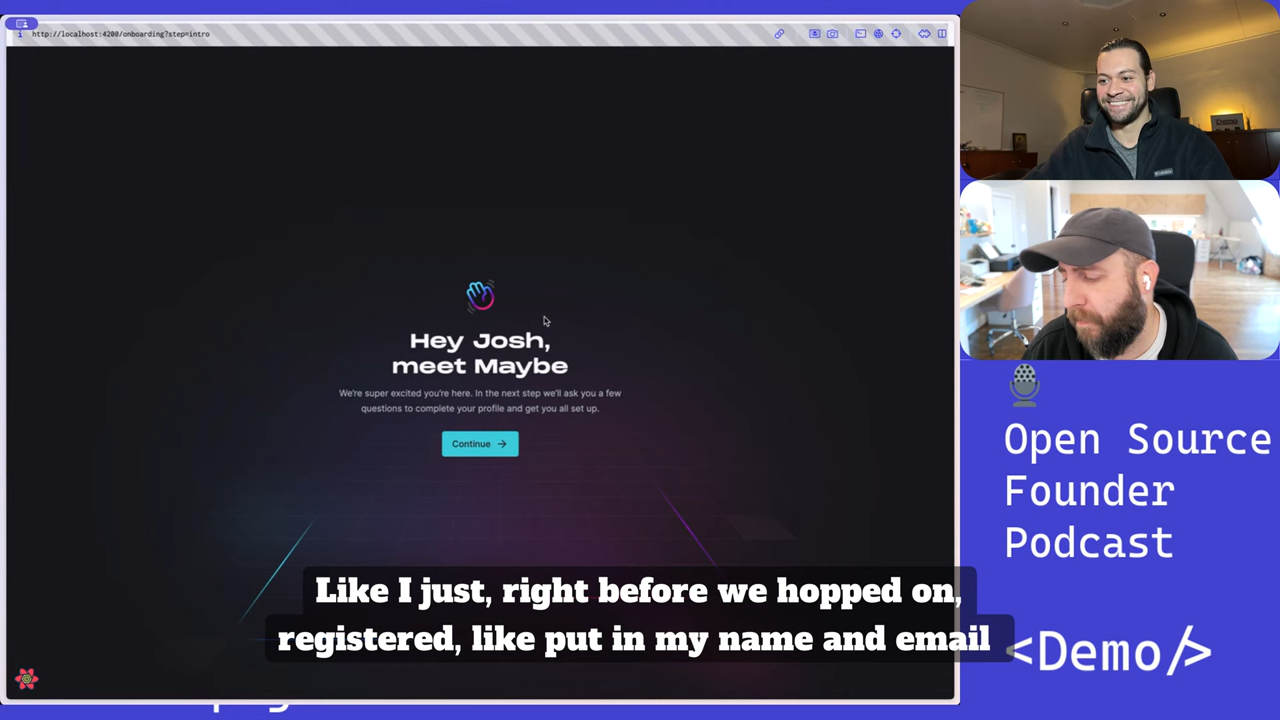 http://localhost:4200/onboarding?step=intro
Hey Josh,
meet Maybe
We're super excited you're here. In the next step we'll ask you a few
questions to complete your profile and get you all set up.
Continue →
Like I just, right before we hopped on,
registered, like put in my name and email
Open Source
Founder
Podcast
<Demo/>